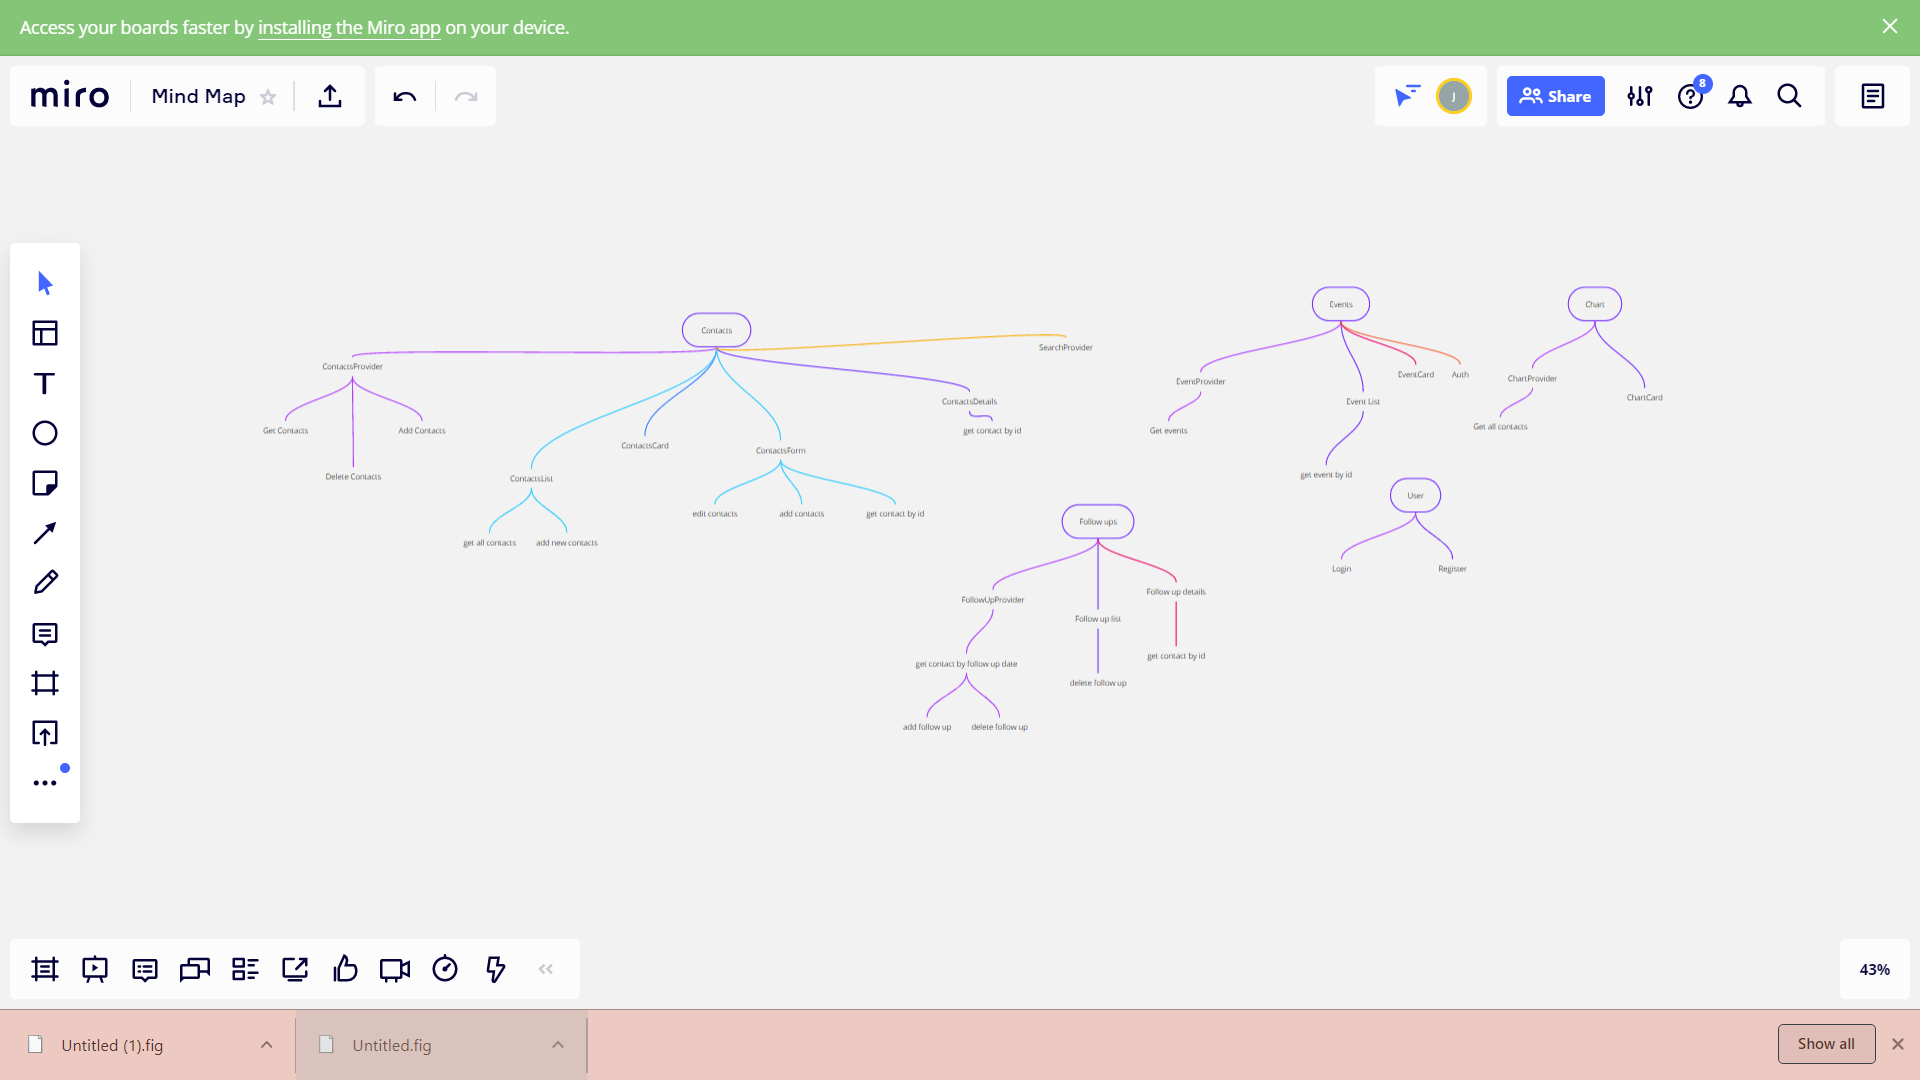 Access your boards faster by installing the Miro app on your device.
miro
Mind Map
J
Share
8
Contacts
ContactsProvider
Get Contacts
Add Contacts
Delete Contacts
ContactsList
get all contacts
add new contacts
ContactsCard
ContactsForm
edit contacts
add contacts
get contact by id
ContactsDetails
get contact by id
SearchProvider
Events
EventProvider
Get events
Event List
get event by id
EventCard
Auth
Chart
ChartProvider
Get all contacts
ChartCard
User
Login
Register
Follow ups
FollowUpProvider
get contact by follow up date
add follow up
delete follow up
Follow up list
delete follow up
Follow up details
get contact by id
43%
Untitled (1).fig
Untitled.fig
Show all